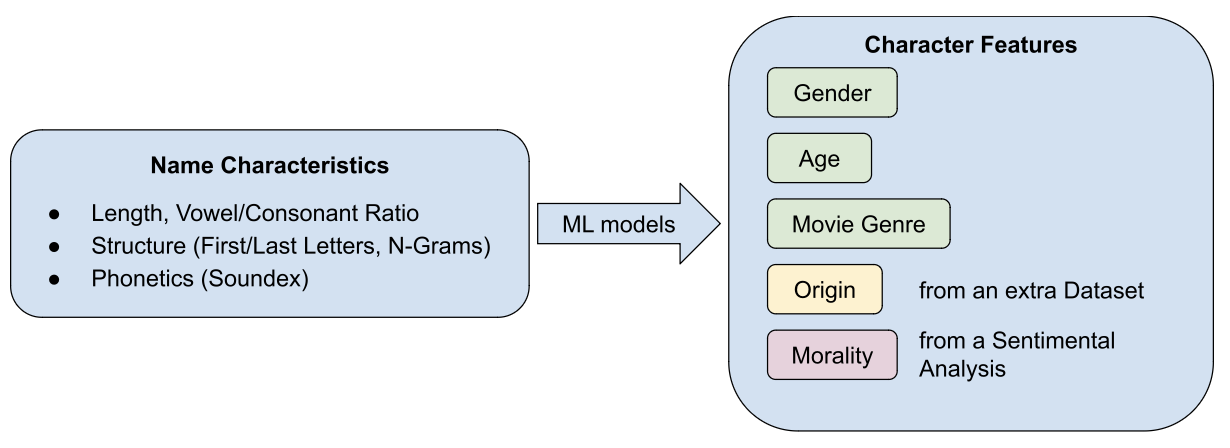 Name Characteristics
● Length, Vowel/Consonant Ratio
● Structure (First/Last Letters, N-Grams)
● Phonetics (Soundex)
ML models
Character Features
Gender
Age
Movie Genre
Origin from an extra Dataset
Morality from a Sentimental
Analysis